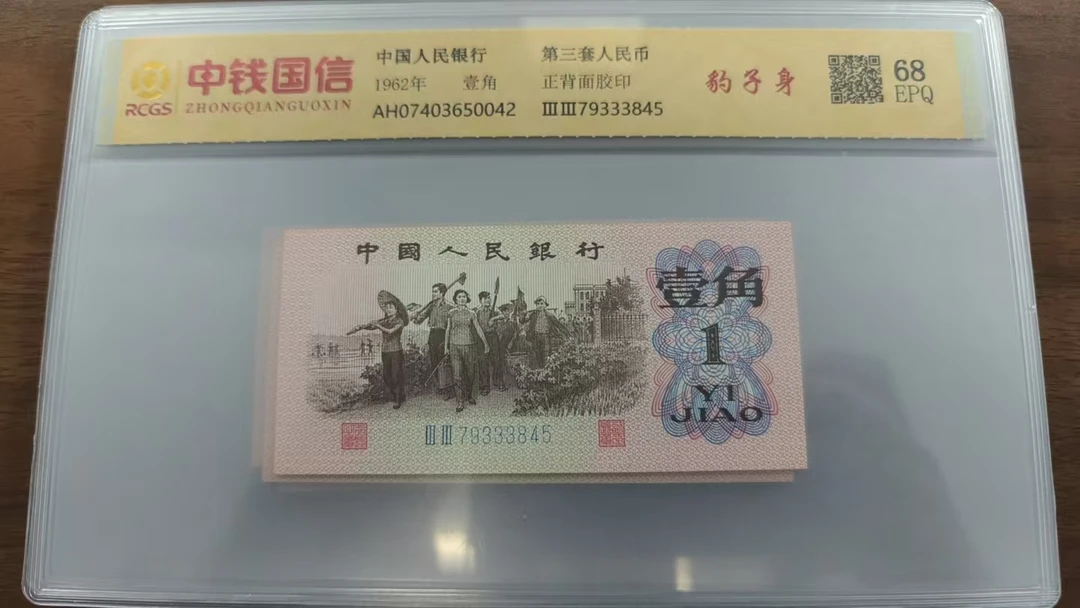 RCGS
中钱国信
ZHONGQIANGUOXIN
中国人民银行 第三套人民币
1962年 壹角 正背面胶印
AH07403650042 ⅢⅢ79333845
豹子身
68
EPQ
中國人民銀行
壹角
1
YI
JIAO
ⅢⅢ79333845